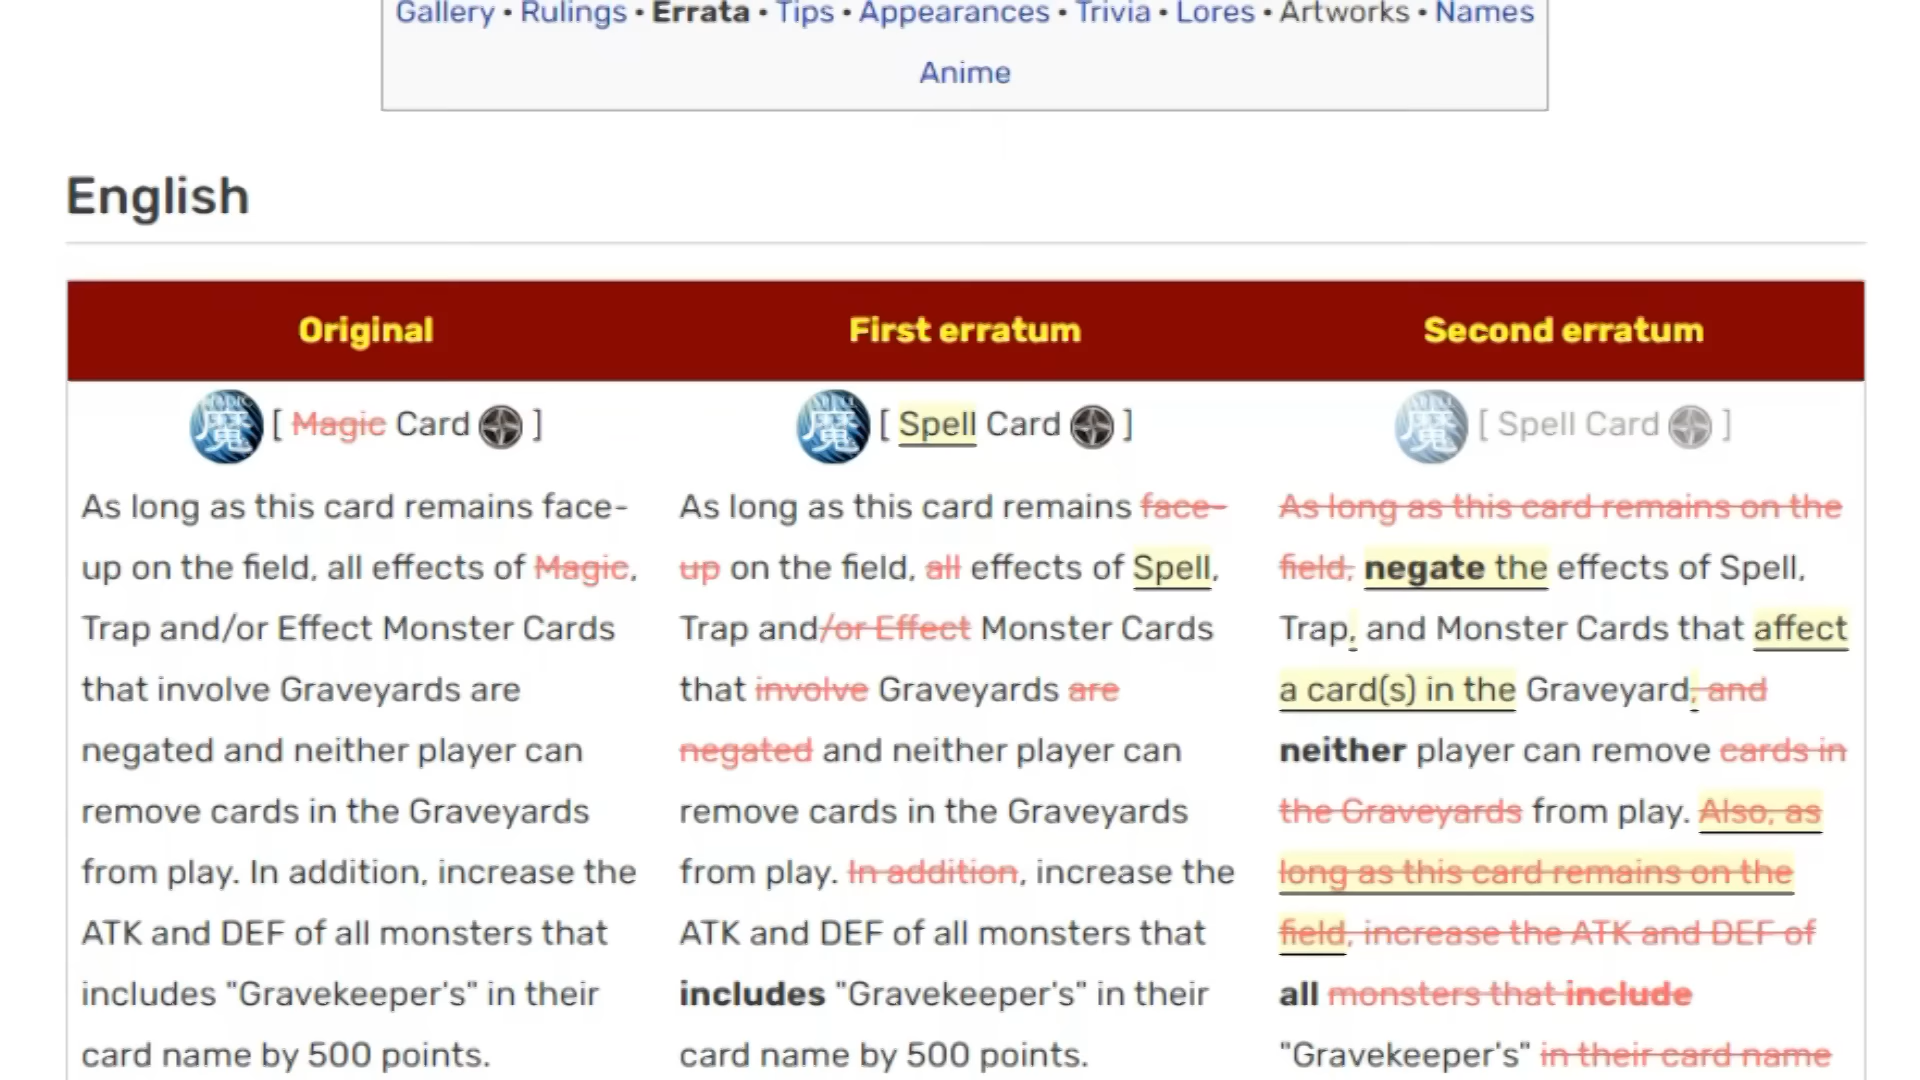 Gallery • Rulings • Errata • Tips • Appearances • Trivia • Lores • Artworks • Names
Anime
English
Original
First erratum
Second erratum
魔 [ Magic Card ]
魔 [ Spell Card ]
魔 [ Spell Card ]
As long as this card remains face-
up on the field, all effects of Magic,
Trap and/or Effect Monster Cards
that involve Graveyards are
negated and neither player can
remove cards in the Graveyards
from play. In addition, increase the
ATK and DEF of all monsters that
includes "Gravekeeper's" in their
card name by 500 points.
As long as this card remains face-
up on the field, all effects of Spell,
Trap and/or Effect Monster Cards
that involve Graveyards are
negated and neither player can
remove cards in the Graveyards
from play. In addition, increase the
ATK and DEF of all monsters that
includes "Gravekeeper's" in their
card name by 500 points.
As long as this card remains on the
field, negate the effects of Spell,
Trap, and Monster Cards that affect
a card(s) in the Graveyard, and
neither player can remove cards in
the Graveyards from play. Also, as
long as this card remains on the
field, increase the ATK and DEF of
all monsters that include
"Gravekeeper's" in their card name